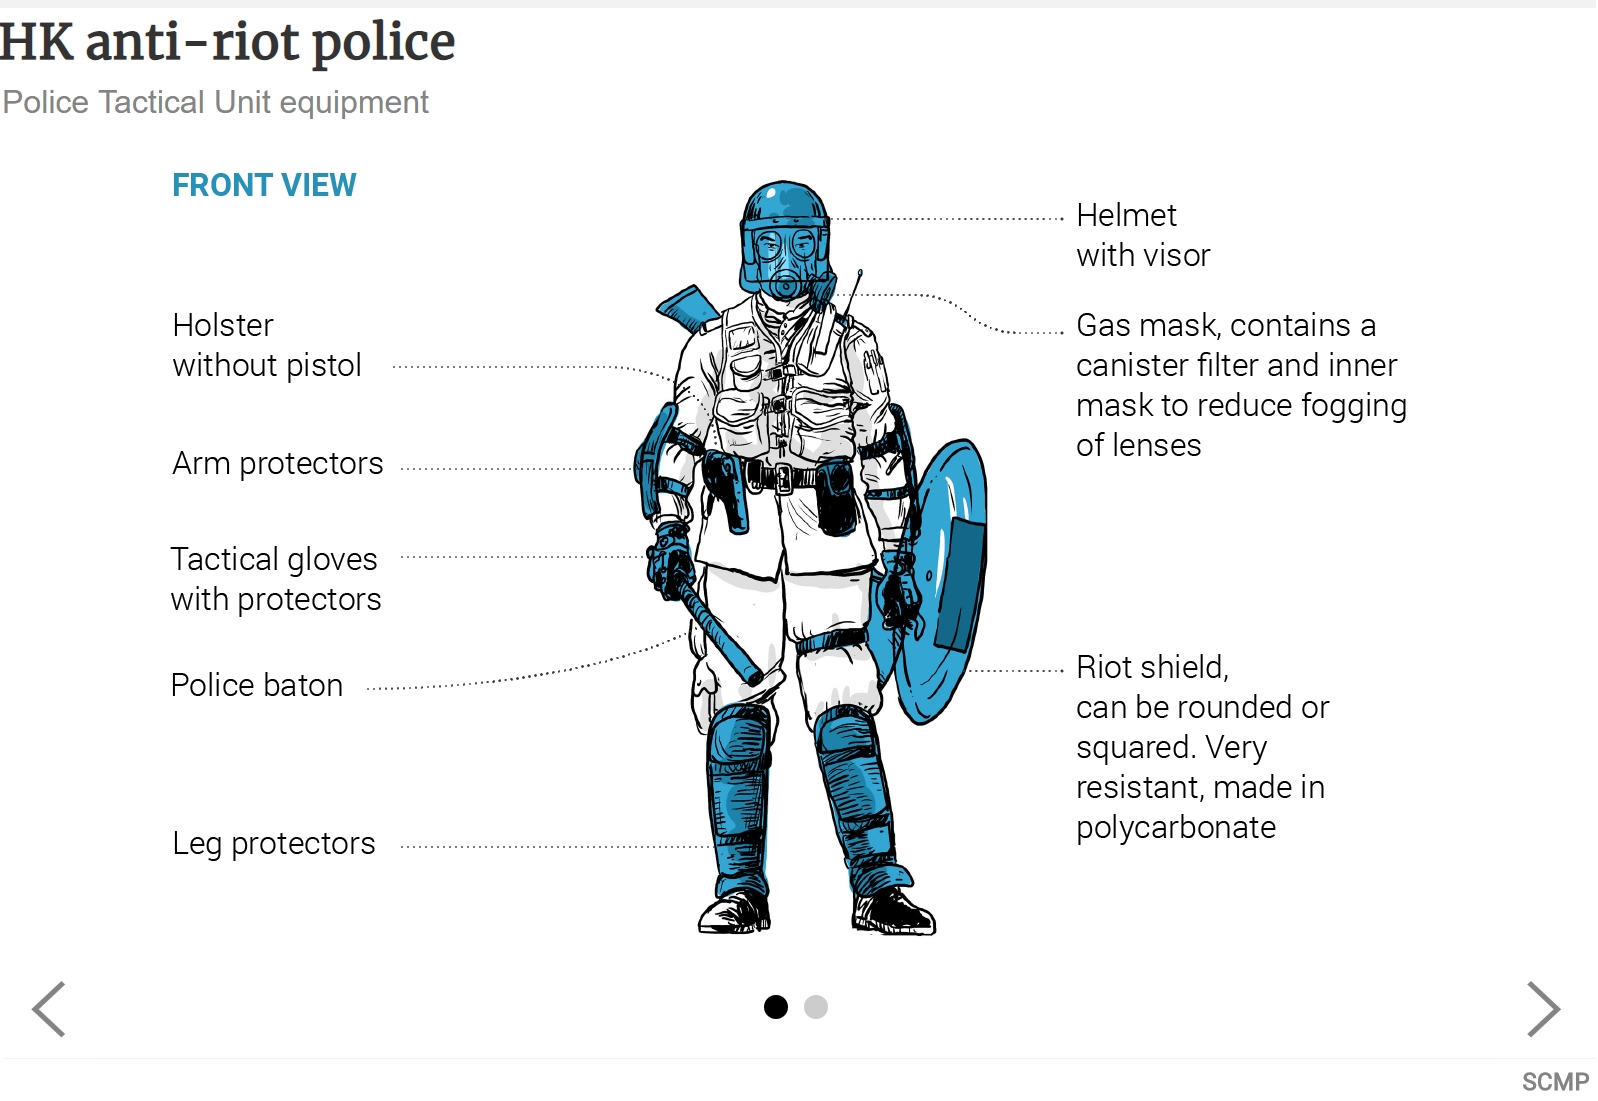 HK anti-riot police
Police Tactical Unit equipment
FRONT VIEW
Helmet
with visor
Holster
without pistol
Gas mask, contains a
canister filter and inner
mask to reduce fogging
of lenses
Arm protectors
Tactical gloves
with protectors
Police baton
Riot shield,
can be rounded or
squared. Very
resistant, made in
polycarbonate
Leg protectors
SCMP